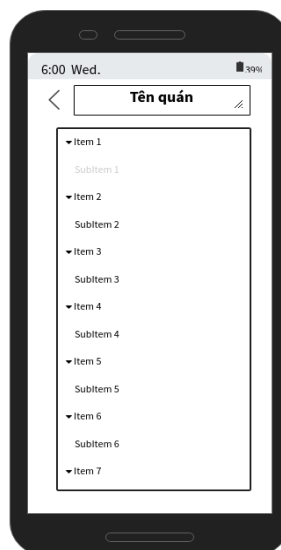 6:00 Wed. 39%
Tên quán
Item 1
SubItem 1
Item 2
SubItem 2
Item 3
SubItem 3
Item 4
SubItem 4
Item 5
SubItem 5
Item 6
SubItem 6
Item 7